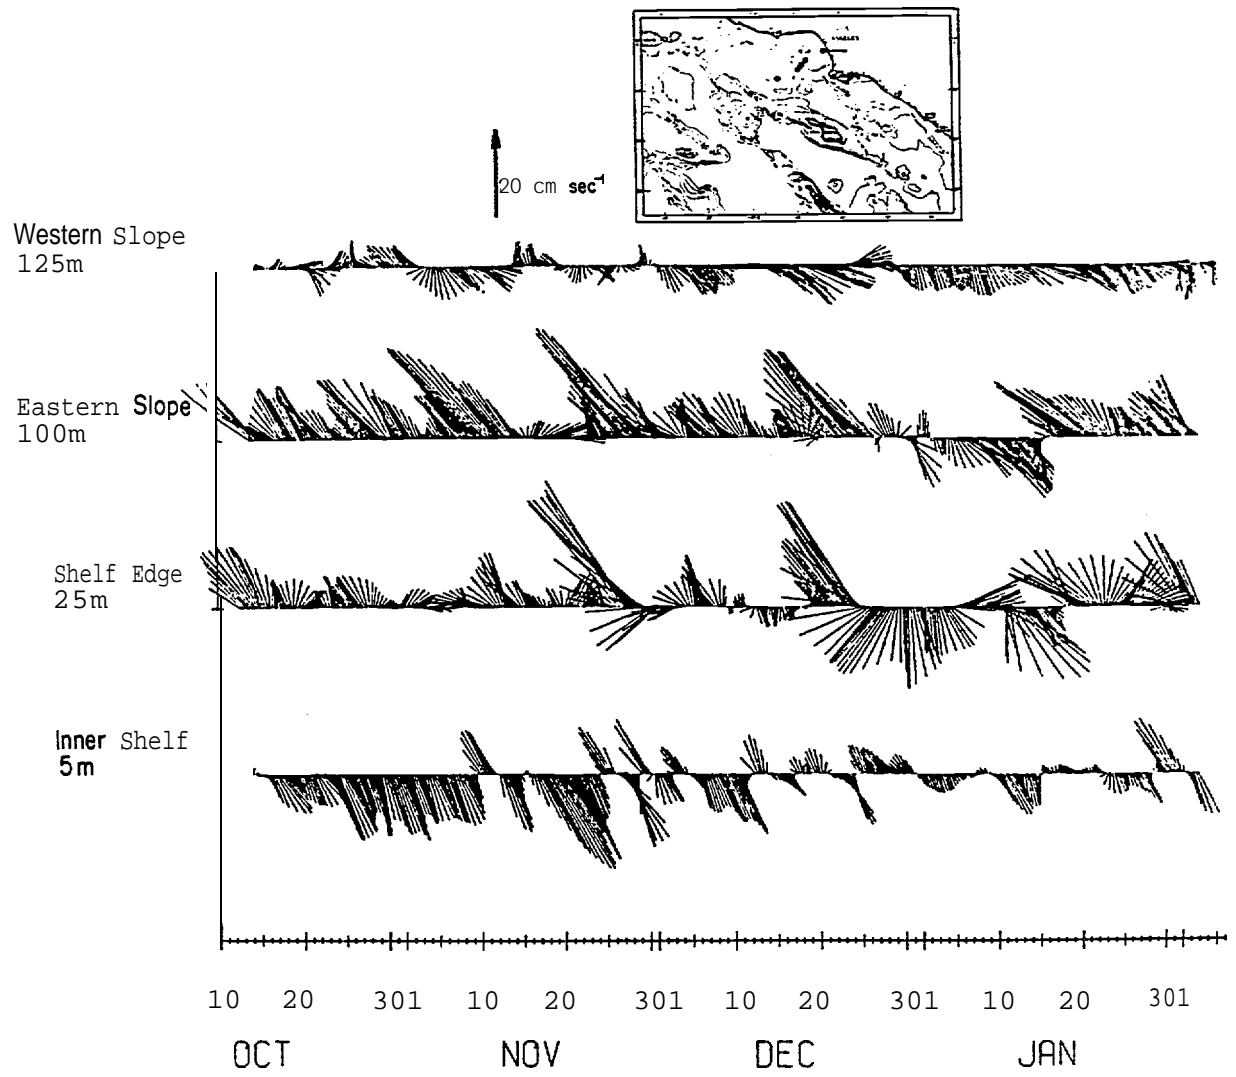 20 cm sec⁻¹
Western Slope
125m
Eastern Slope
100m
Shelf Edge
25m
Inner Shelf
5m
10 20 301 10 20 301 10 20 301 10 20 301
OCT NOV DEC JAN